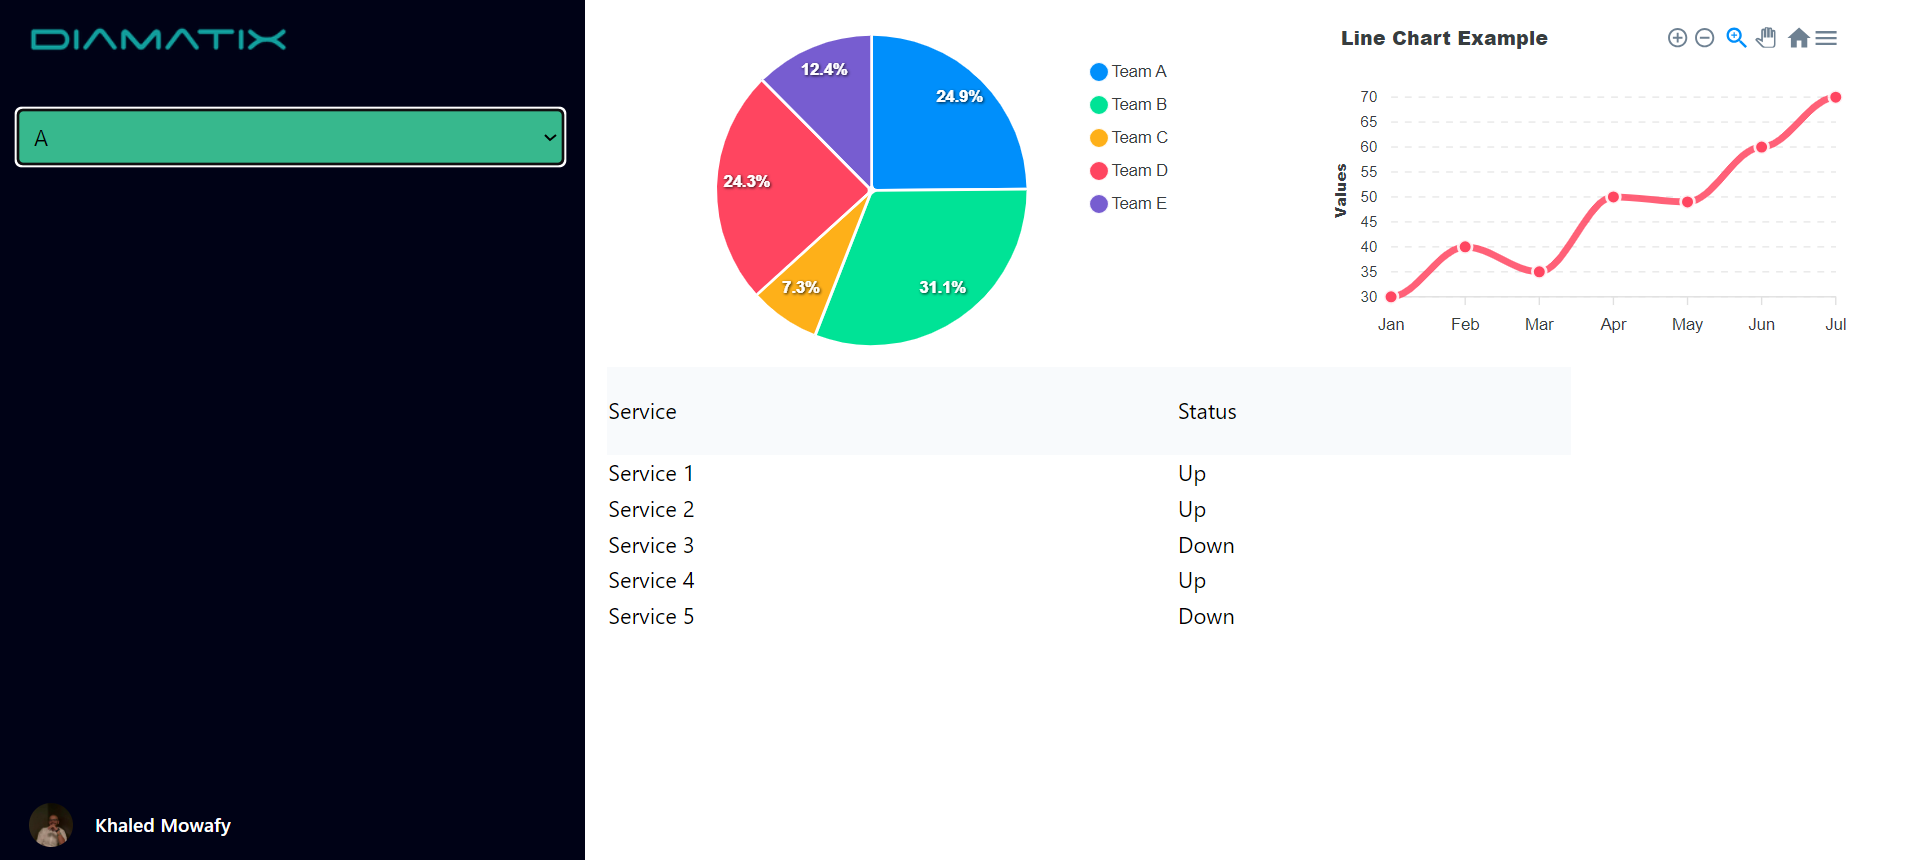 DIAMATIX
A
Khaled Mowafy
12.4%
24.9%
24.3%
7.3%
31.1%
Team A
Team B
Team C
Team D
Team E
Line Chart Example
Values
70
65
60
55
50
45
40
35
30
Jan Feb Mar Apr May Jun Jul
Service Status
Service 1 Up
Service 2 Up
Service 3 Down
Service 4 Up
Service 5 Down